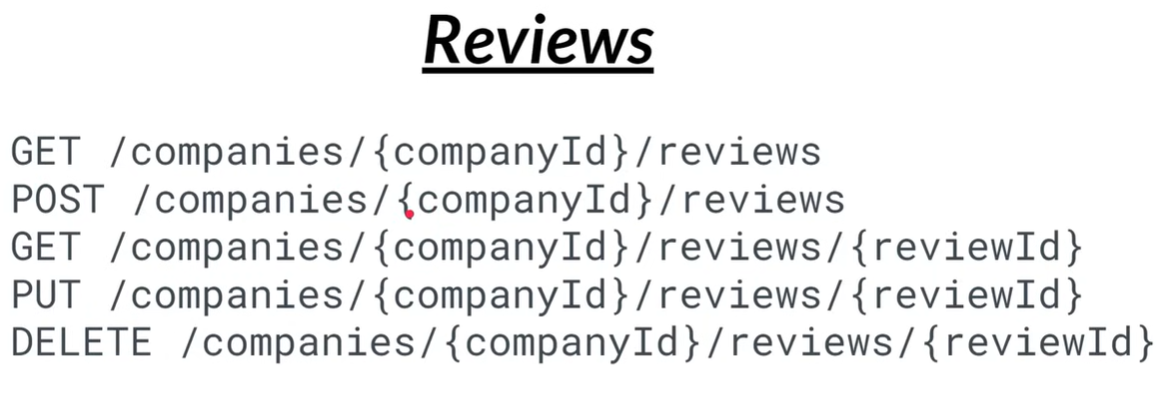 Reviews
GET /companies/{companyId}/reviews
POST /companies/{companyId}/reviews
GET /companies/{companyId}/reviews/{reviewId}
PUT /companies/{companyId}/reviews/{reviewId}
DELETE /companies/{companyId}/reviews/{reviewId}